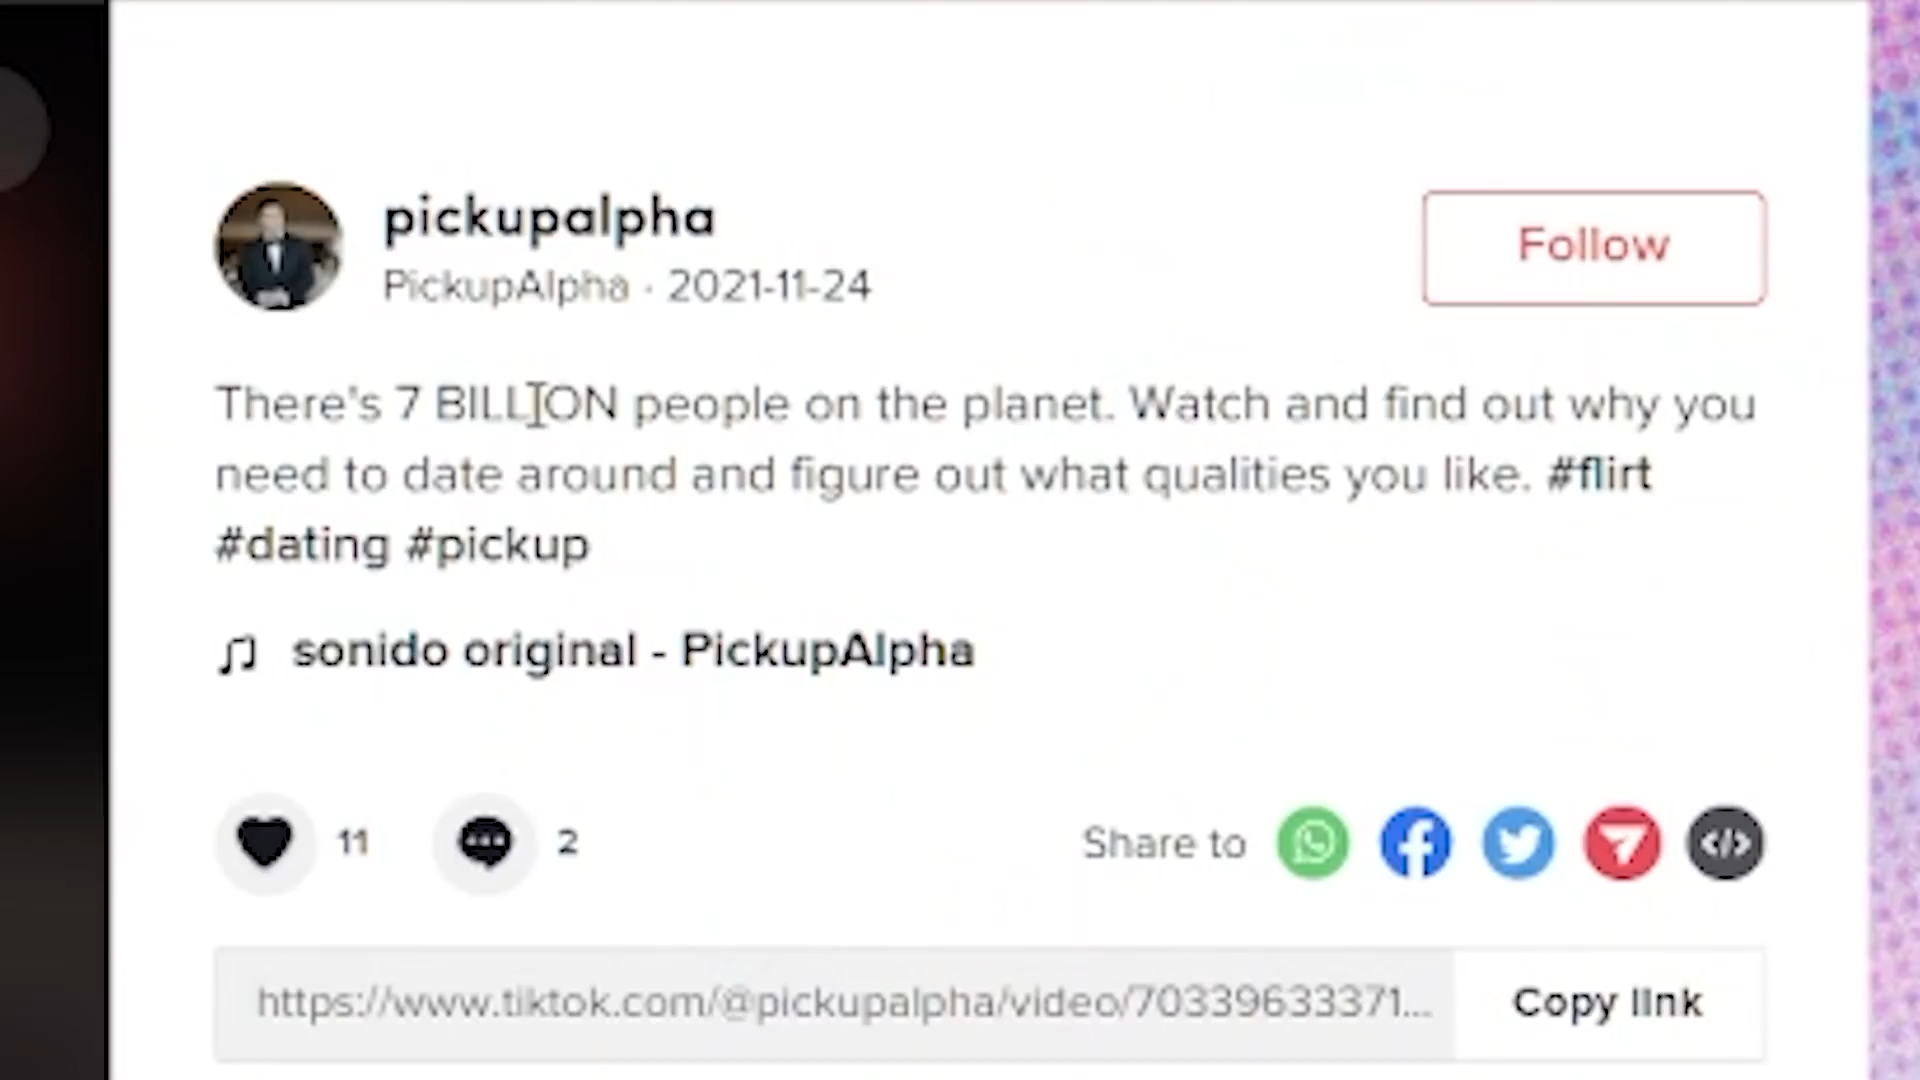 pickupalpha
PickupAlpha · 2021-11-24
Follow
There's 7 BILLION people on the planet. Watch and find out why you
need to date around and figure out what qualities you like. #flirt
#dating #pickup
sonido original - PickupAlpha
11
2
Share to
https://www.tiktok.com/@pickupalpha/video/70339633371...
Copy link